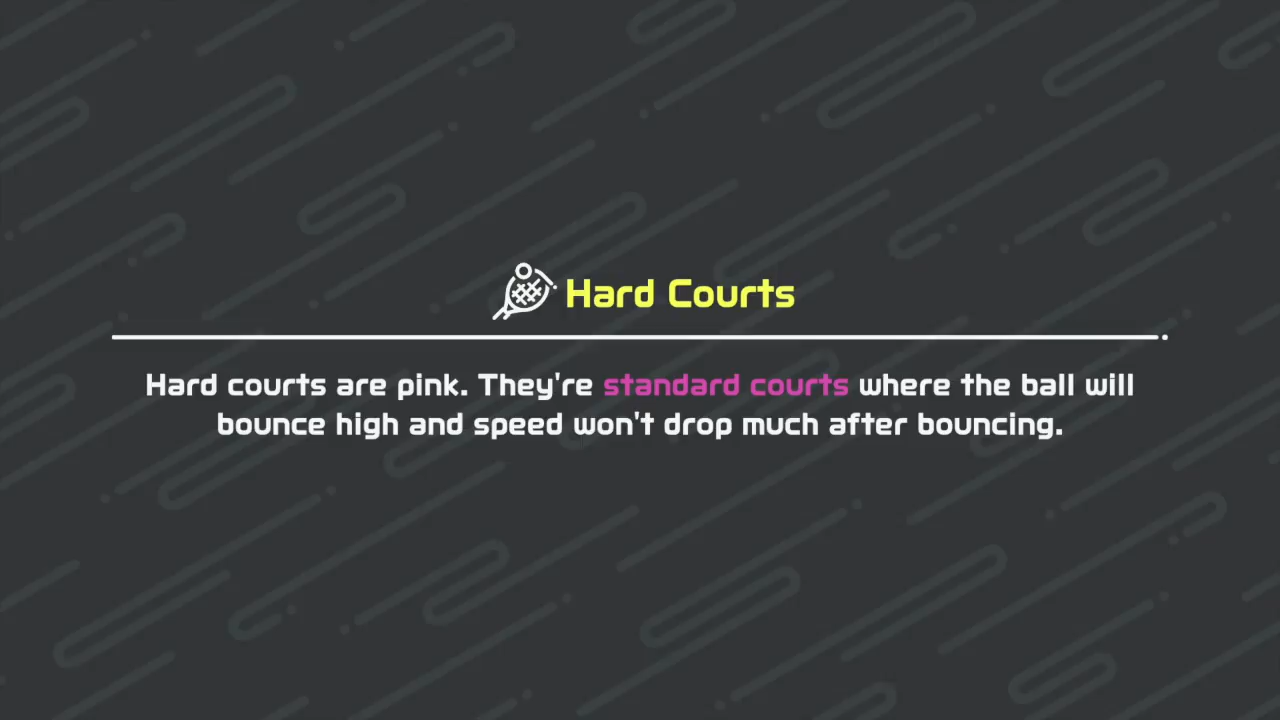 Hard Courts
Hard courts are pink. They're standard courts where the ball will
bounce high and speed won't drop much after bouncing.